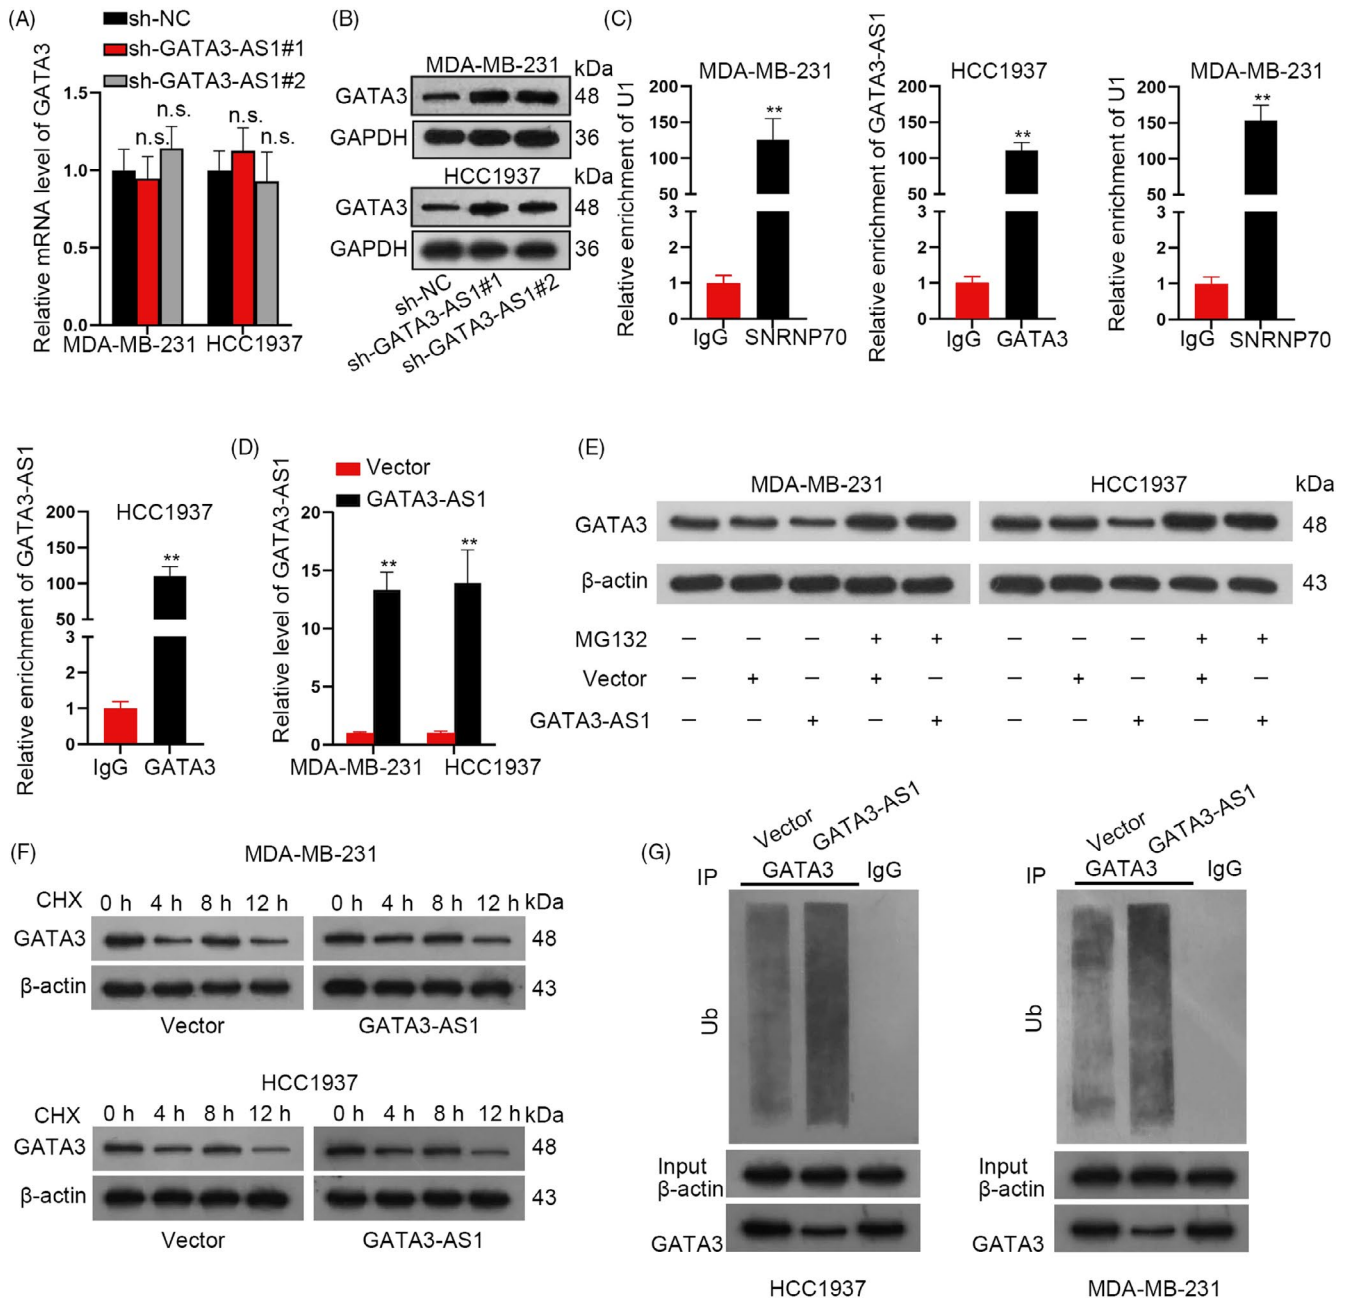 (A)
sh-NC
sh-GATA3-AS1#1
sh-GATA3-AS1#2
Relative mRNA level of GATA3
1.5
1.0
0.5
0.0
n.s.
n.s.
n.s.
n.s.
MDA-MB-231 HCC1937
(B)
MDA-MB-231 kDa
GATA3 48
GAPDH 36
HCC1937 kDa
GATA3 48
GAPDH 36
sh-NC
sh-GATA3-AS1#1
sh-GATA3-AS1#2
(C)
MDA-MB-231
Relative enrichment of U1
200
150
100
50
3
2
1
0
**
IgG SNRNP70
HCC1937
Relative enrichment of GATA3-AS1
200
150
100
50
3
2
1
0
**
IgG GATA3
MDA-MB-231
Relative enrichment of U1
200
150
100
50
3
2
1
0
**
IgG SNRNP70
HCC1937
Relative enrichment of GATA3-AS1
200
150
100
50
3
2
1
0
**
IgG GATA3
(D)
Vector
GATA3-AS1
Relative level of GATA3-AS1
20
15
10
5
0
**
**
MDA-MB-231 HCC1937
(E)
MDA-MB-231 HCC1937 kDa
GATA3 48
β-actin 43
MG132 – – – + + – – – + +
Vector – + – + – – + – + –
GATA3-AS1 – – + – + – – + – +
(F)
MDA-MB-231
CHX 0 h 4 h 8 h 12 h 0 h 4 h 8 h 12 h kDa
GATA3 48
β-actin 43
Vector GATA3-AS1
HCC1937
CHX 0 h 4 h 8 h 12 h 0 h 4 h 8 h 12 h kDa
GATA3 48
β-actin 43
Vector GATA3-AS1
(G)
Vector GATA3-AS1
IP GATA3 IgG
Ub
Input
β-actin
GATA3
HCC1937
Vector GATA3-AS1
IP GATA3 IgG
Ub
Input
β-actin
GATA3
MDA-MB-231